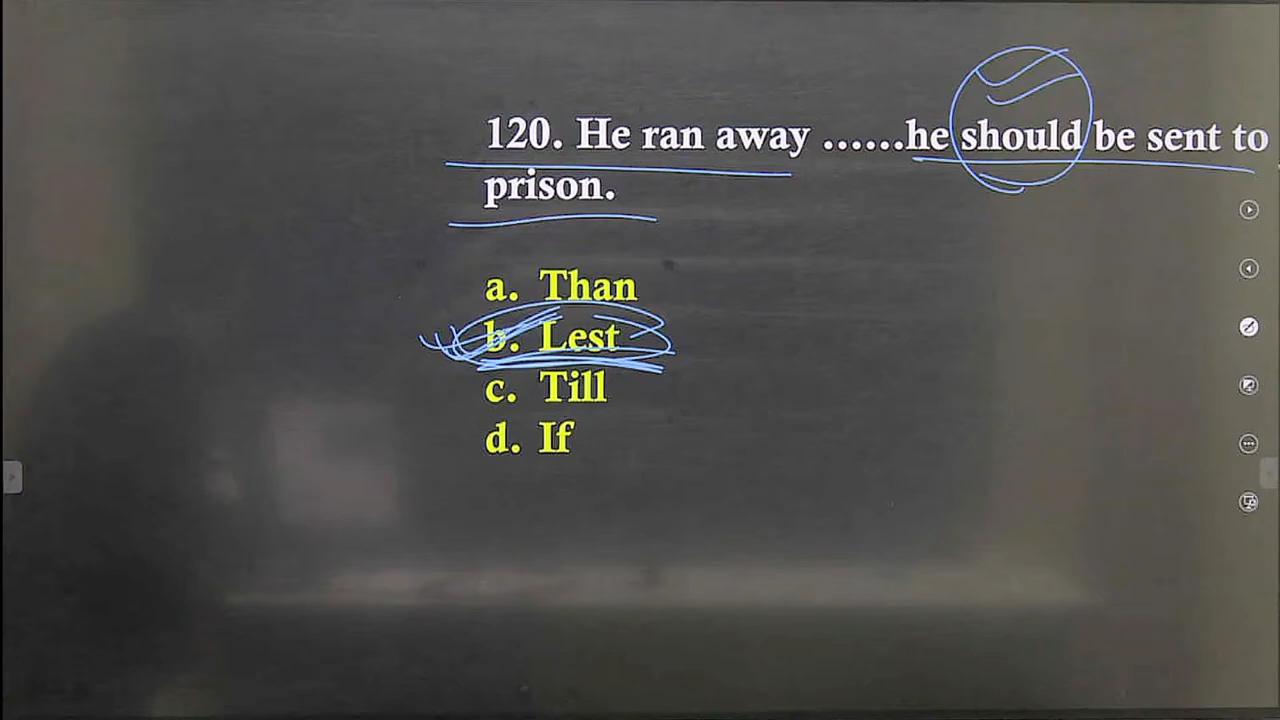 120. He ran away ......he should be sent to
prison.
a. Than
b. Lest
c. Till
d. If